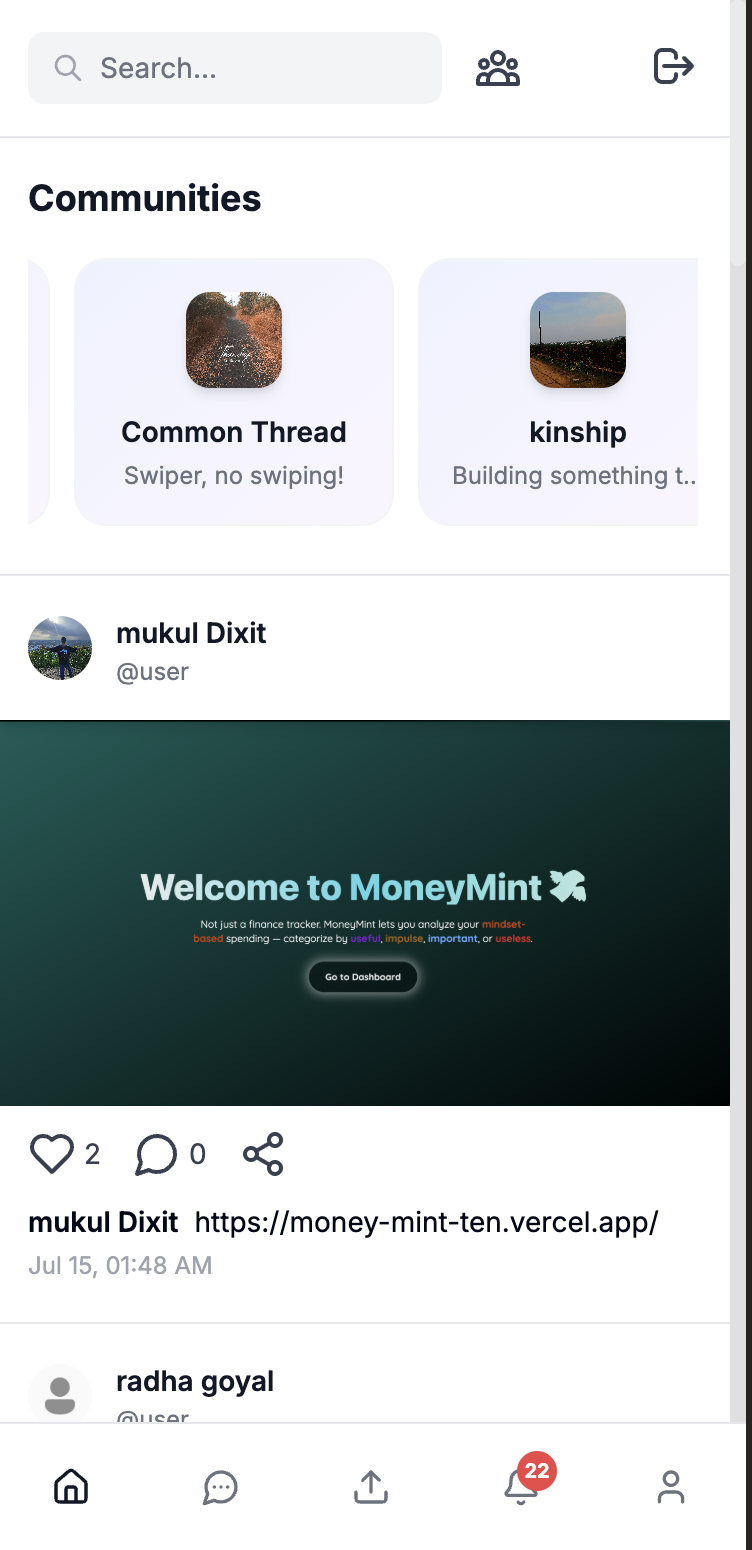 Search...
Communities
Common Thread
Swiper, no swiping!
kinship
Building something t..
mukul Dixit
@user
Welcome to MoneyMint
Not just a finance tracker. MoneyMint lets you analyze your mindset-
based spending — categorize by useful, impulse, important, or useless.
Go to Dashboard
2
0
mukul Dixit https://money-mint-ten.vercel.app/
Jul 15, 01:48 AM
radha goyal
@user
22